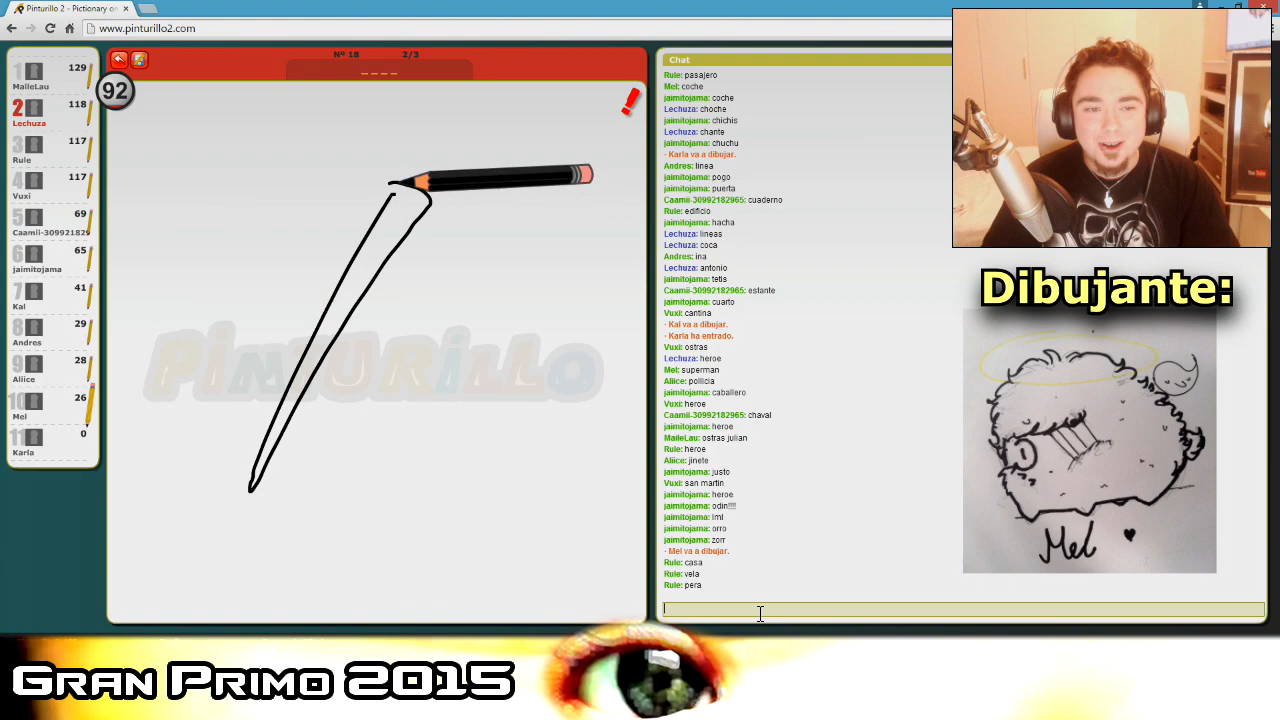 Pinturillo 2 - Pictionary on
www.pinturillo2.com
Nº 18 2/3
_ _ _ _
92
1 129
MaileLau
2 118
Lechuza
3 117
Rule
4 117
Vuxi
5 69
Caamii-30992182
6 65
jaimitojama
7 41
Kal
8 29
Andres
9 28
Aliice
10 26
Mel
11 0
Karla
PINTURILLO
Chat
Rule: pasajero
Mel: coche
jaimitojama: coche
Lechuza: choche
jaimitojama: chichis
Lechuza: chante
jaimitojama: chuchu
- Karla va a dibujar.
Andres: linea
jaimitojama: pogo
jaimitojama: puerta
Caamii-30992182965: cuaderno
Rule: edificio
jaimitojama: hacha
Lechuza: lineas
Lechuza: coca
Andres: ina
Lechuza: antonio
jaimitojama: tetis
Caamii-30992182965: estante
jaimitojama: cuarto
Vuxi: cantina
- Kal va a dibujar.
- Karla ha entrado.
Vuxi: ostras
Lechuza: heroe
Mel: superman
Aliice: pollicia
jaimitojama: caballero
Vuxi: heroe
Caamii-30992182965: chaval
jaimitojama: heroe
MaileLau: ostras julian
Rule: heroe
Aliice: jinete
jaimitojama: justo
Vuxi: san martin
jaimitojama: heroe
jaimitojama: odin!!!!
jaimitojama: lml
jaimitojama: orro
jaimitojama: zorr
- Mel va a dibujar.
Rule: casa
Rule: vela
Rule: pera
Dibujante:
Mel
Gran Primo 2015